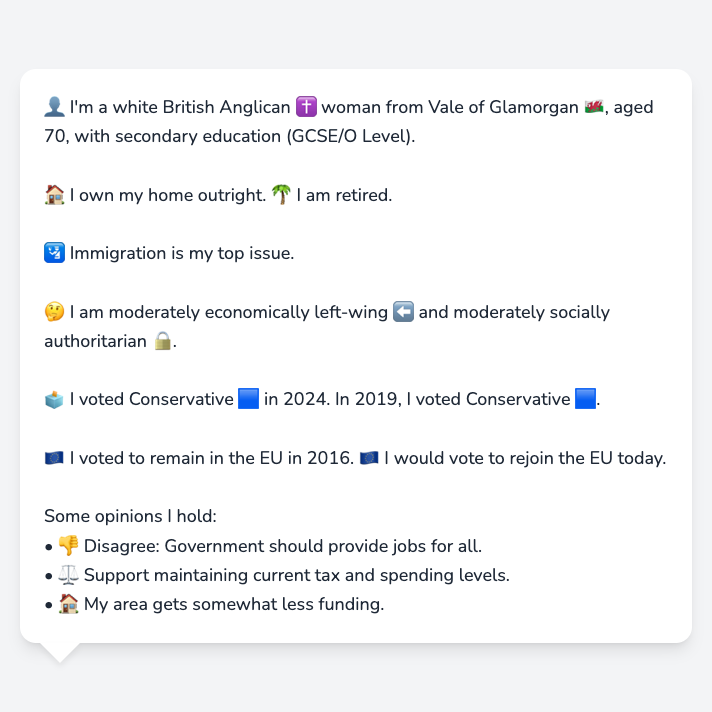 👤 I'm a white British Anglican ✝️ woman from Vale of Glamorgan 🏴󠁧󠁢󠁷󠁬󠁳󠁿, aged
70, with secondary education (GCSE/O Level).
🏠 I own my home outright. 🌴 I am retired.
🛂 Immigration is my top issue.
🤔 I am moderately economically left-wing ⬅️ and moderately socially
authoritarian 🔒.
🗳️ I voted Conservative 🟦 in 2024. In 2019, I voted Conservative 🟦.
🇪🇺 I voted to remain in the EU in 2016. 🇪🇺 I would vote to rejoin the EU today.
Some opinions I hold:
• 👎 Disagree: Government should provide jobs for all.
• ⚖️ Support maintaining current tax and spending levels.
• 🏠 My area gets somewhat less funding.